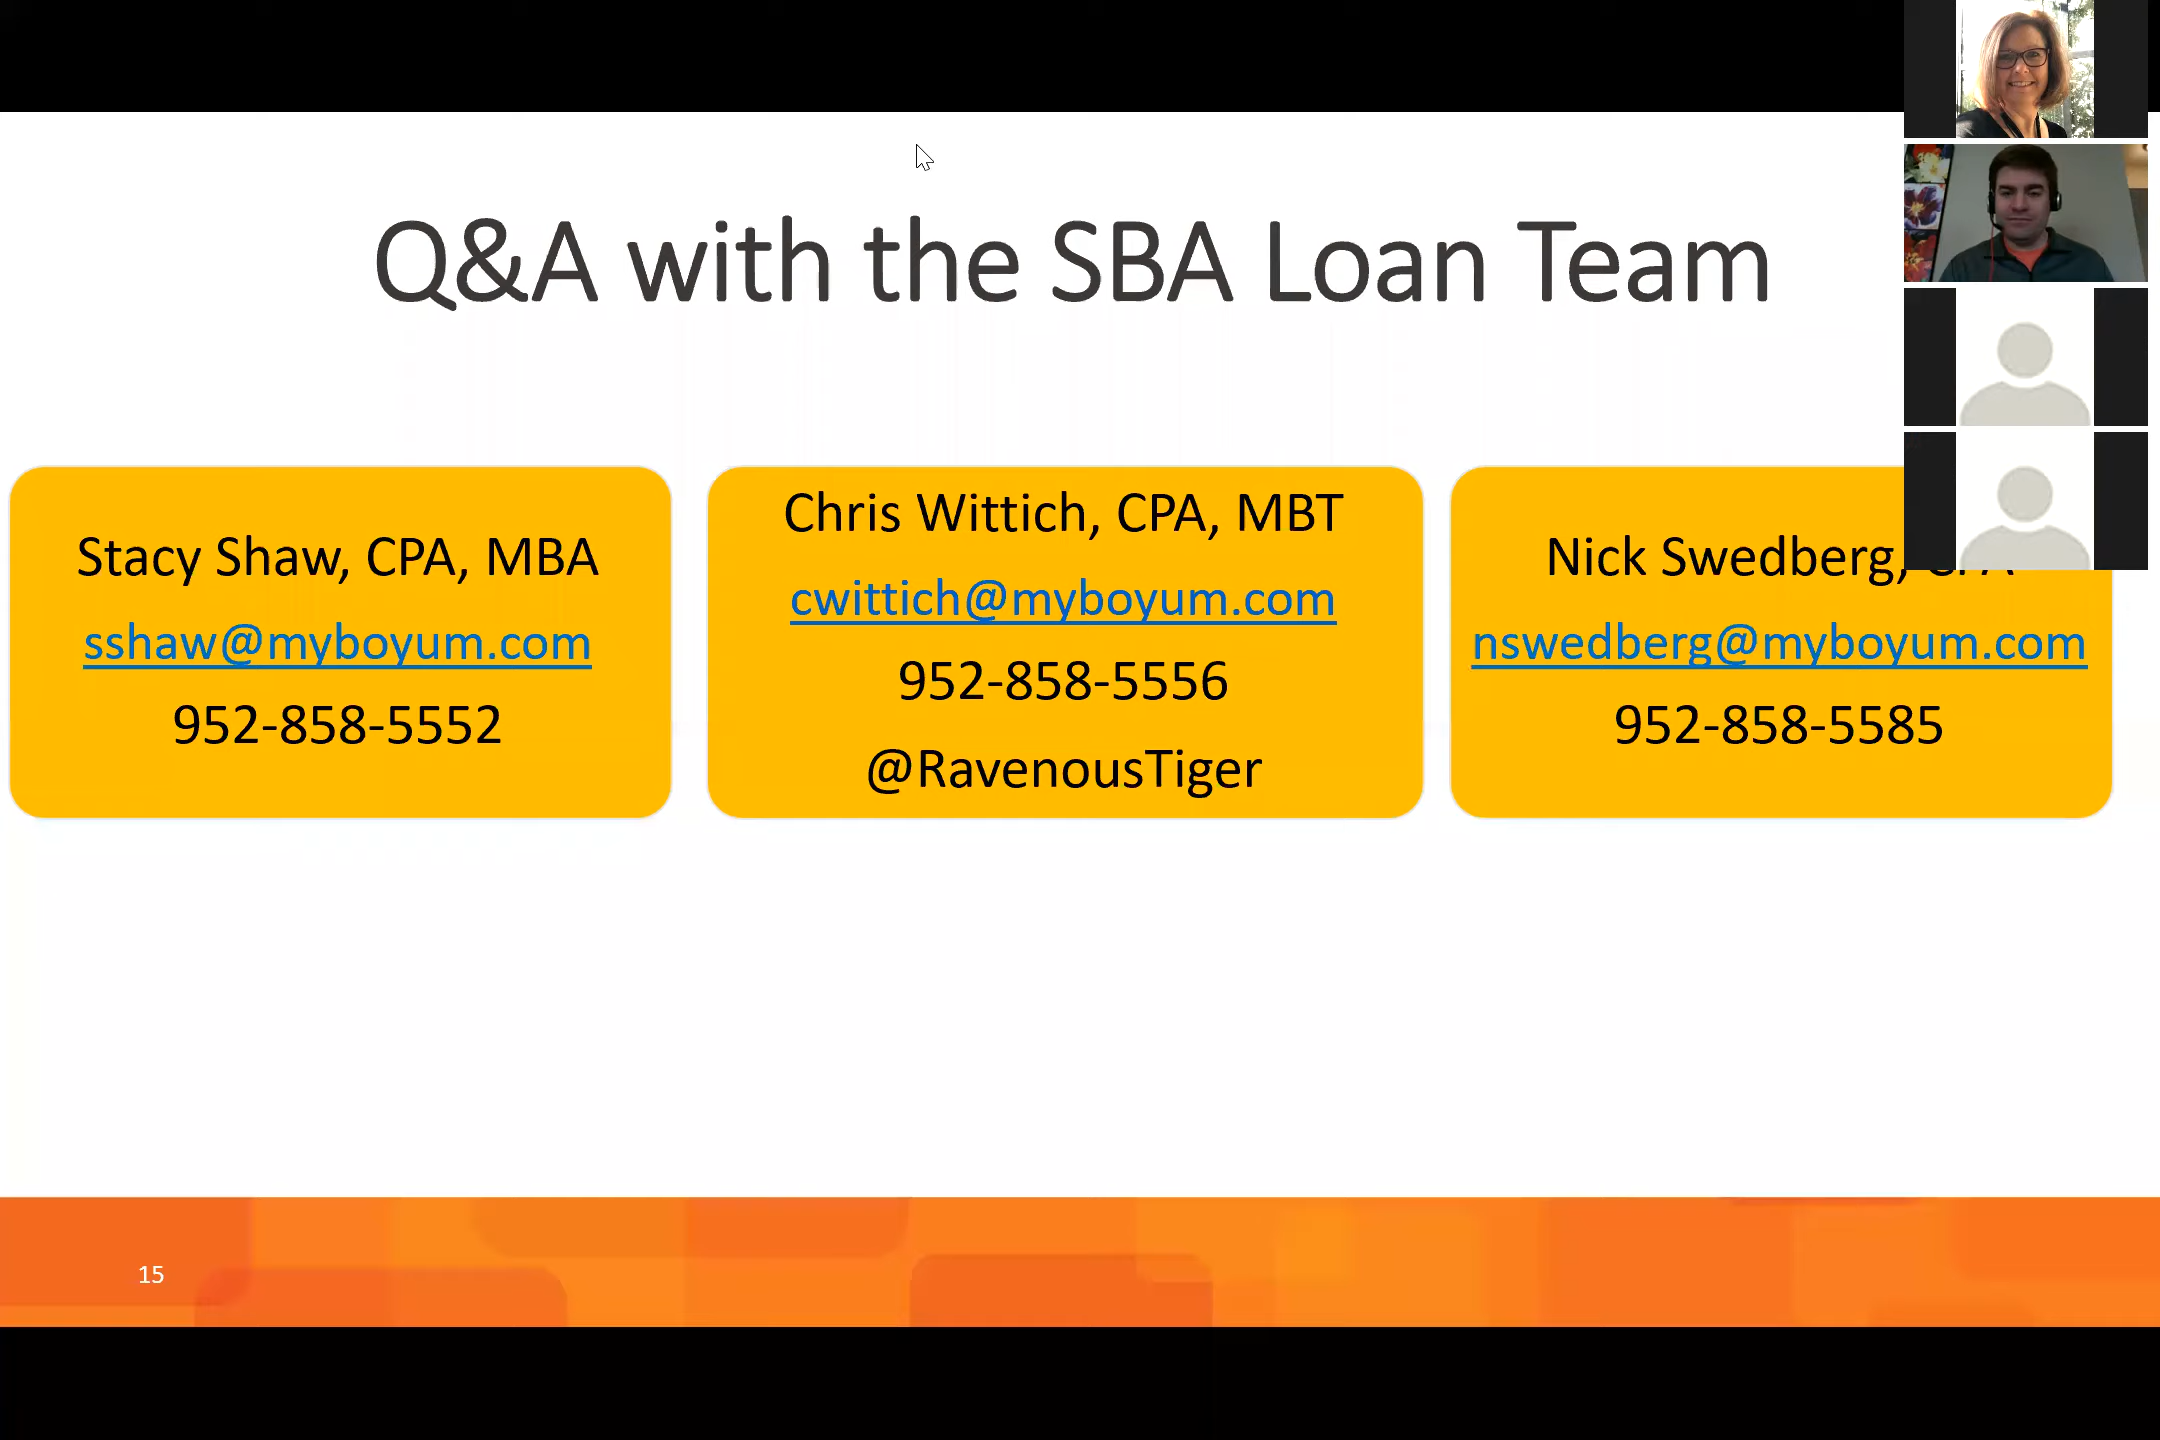 Q&A with the SBA Loan Team
Stacy Shaw, CPA, MBA
sshaw@myboyum.com
952-858-5552
Chris Wittich, CPA, MBT
cwittich@myboyum.com
952-858-5556
@RavenousTiger
Nick Swedberg, CPA
nswedberg@myboyum.com
952-858-5585
15